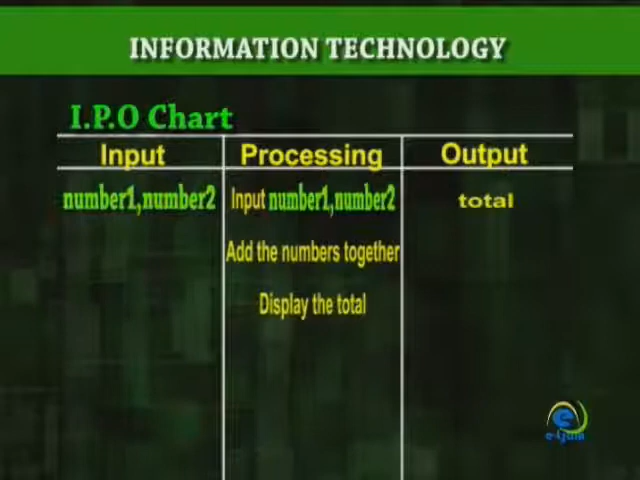 INFORMATION TECHNOLOGY
I.P.O Chart
Input Processing Output
number1,number2 Input number1,number2 total
Add the numbers together
Display the total
e-Guia